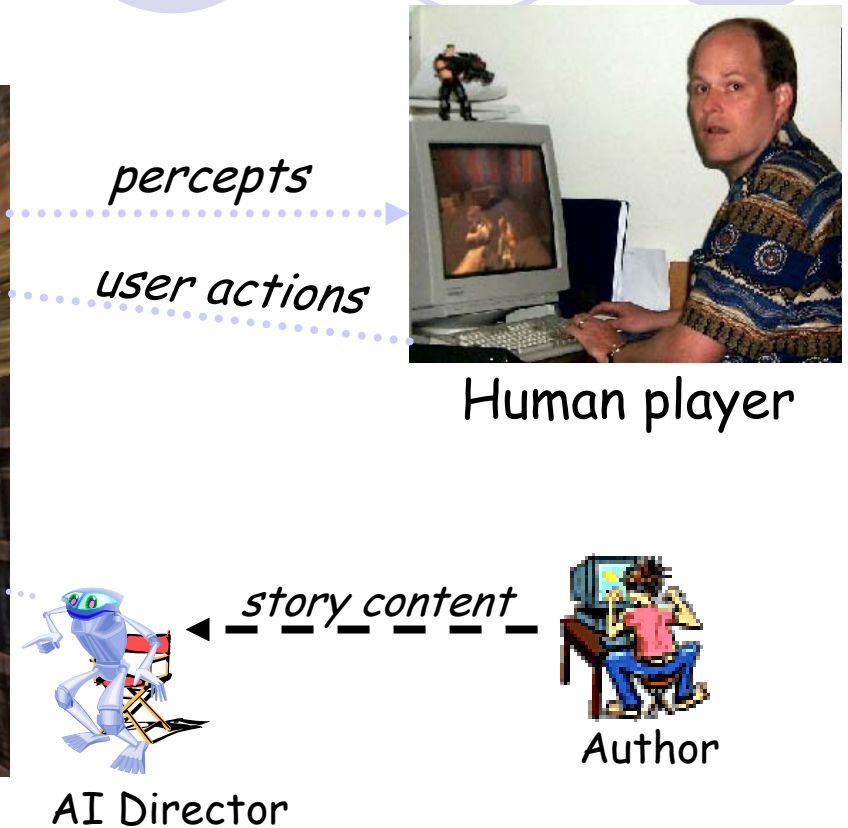 percepts
user actions
Human player
story content
Author
AI Director